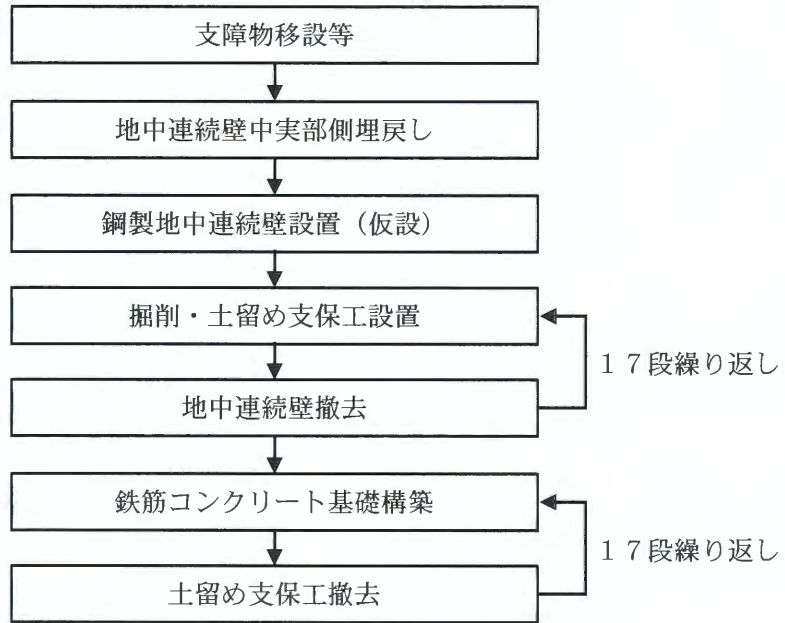 支障物移設等
地中連続壁中実部側埋戻し
鋼製地中連続壁設置（仮設）
掘削・土留め支保工設置
１７段繰り返し
地中連続壁撤去
鉄筋コンクリート基礎構築
１７段繰り返し
土留め支保工撤去